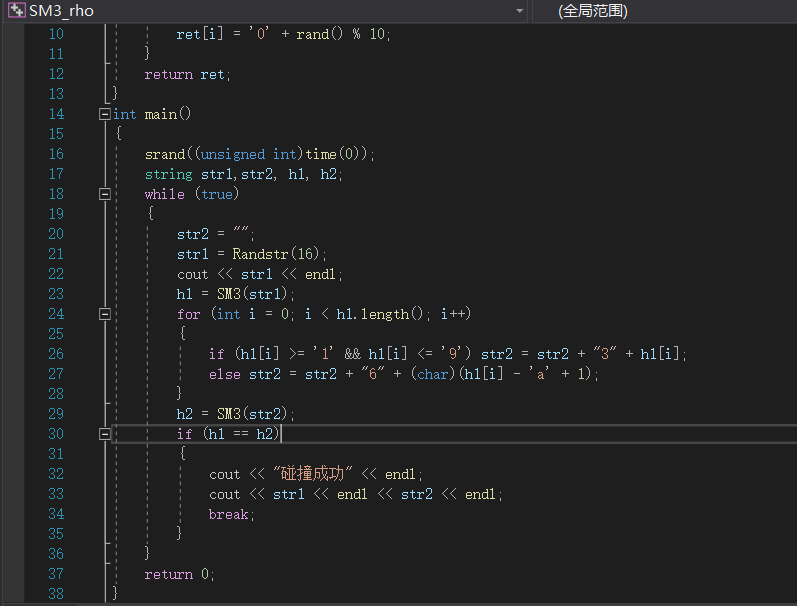 SM3_rho (全局范围)
10 ret[i] = '0' + rand() % 10;
11 }
12 return ret;
13 }
14 int main()
15 {
16 srand((unsigned int)time(0));
17 string str1,str2, h1, h2;
18 while (true)
19 {
20 str2 = "";
21 str1 = Randstr(16);
22 cout << str1 << endl;
23 h1 = SM3(str1);
24 for (int i = 0; i < h1.length(); i++)
25 {
26 if (h1[i] >= '1' && h1[i] <= '9') str2 = str2 + "3" + h1[i];
27 else str2 = str2 + "6" + (char)(h1[i] - 'a' + 1);
28 }
29 h2 = SM3(str2);
30 if (h1 == h2)
31 {
32 cout << "碰撞成功" << endl;
33 cout << str1 << endl << str2 << endl;
34 break;
35 }
36 }
37 return 0;
38 }